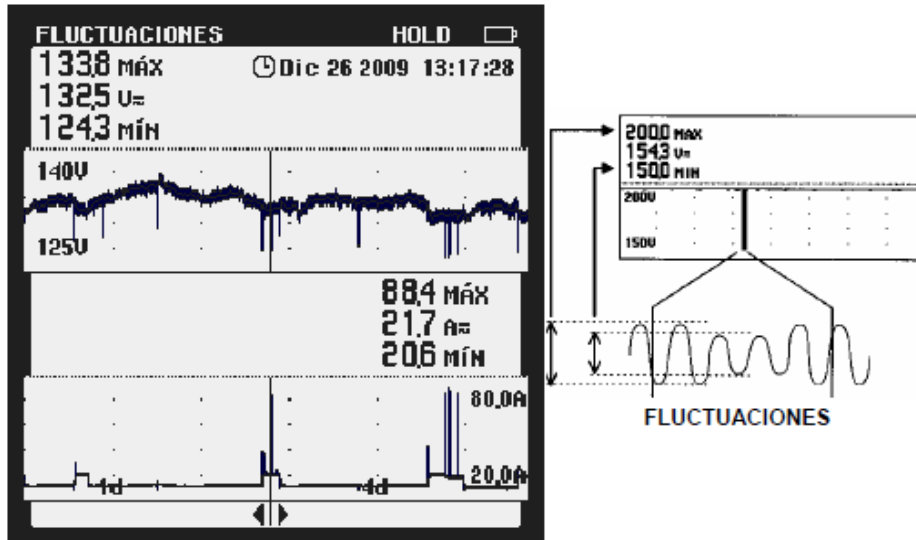 FLUCTUACIONES HOLD
133,8 MÁX
Dic 26 2009 13:17:28
132,5 V≂
124,3 MÍN
140V
125V
88,4 MÁX
21,7 A≂
20,6 MÍN
80,0A
20,0A
1d 4d
200,0 MAX
154,3 V≂
150,0 MIN
200V
150V
FLUCTUACIONES